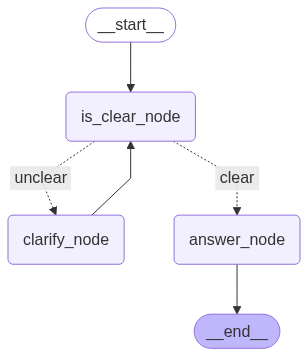 __start__
is_clear_node
unclear
clear
clarify_node
answer_node
__end__